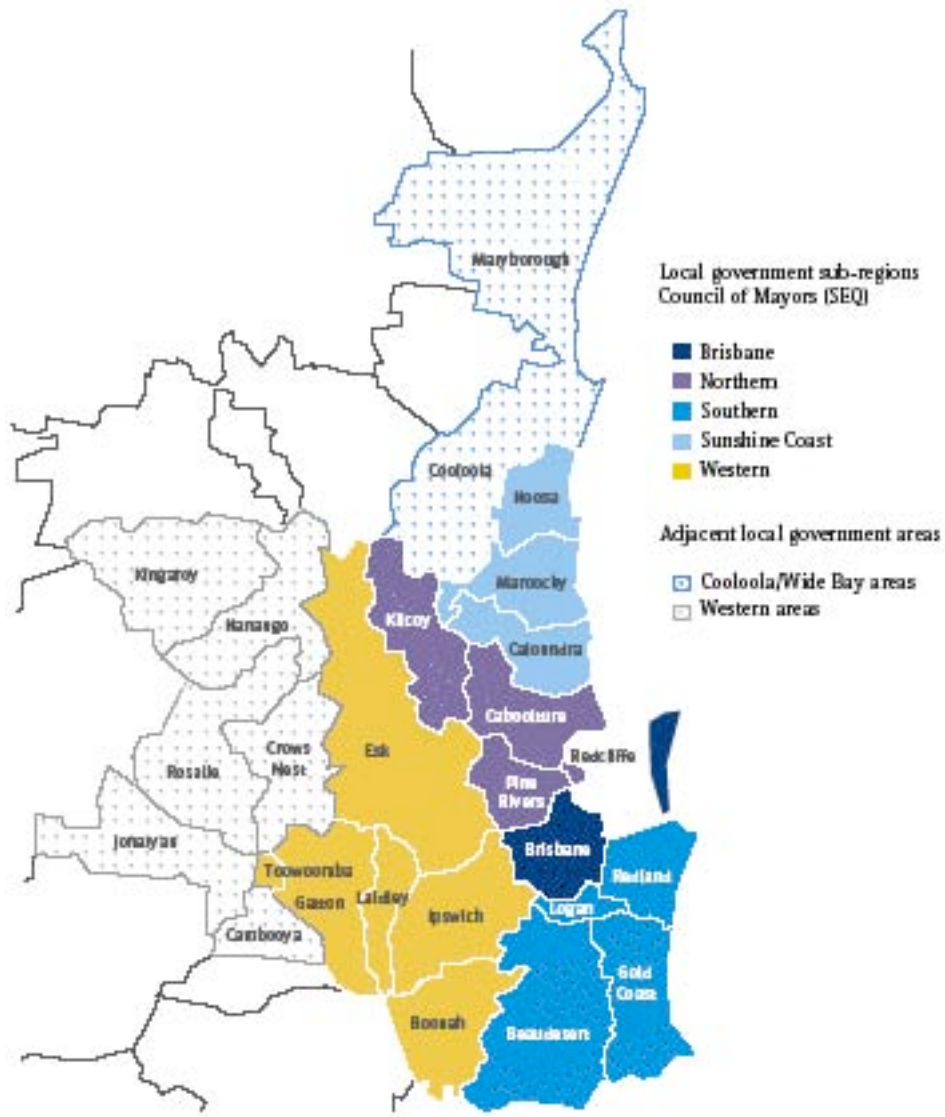 Maryborough
Local government sub-regions
Council of Mayors (SEQ)
Brisbane
Northern
Southern
Sunshine Coast
Western
Adjacent local government areas
Cooloola/Wide Bay areas
Western areas
Cooloola
Noosa
Maroochy
Kingaroy
Nanango
Kilcoy
Caloundra
Caboolture
Crows
Nest
Esk
Redcliffe
Rosalie
Pine
Rivers
Jondaryan
Brisbane
Toowoomba
Redland
Gatton
Laidley
Ipswich
Logan
Cambooya
Gold
Coast
Boonah
Beaudesert